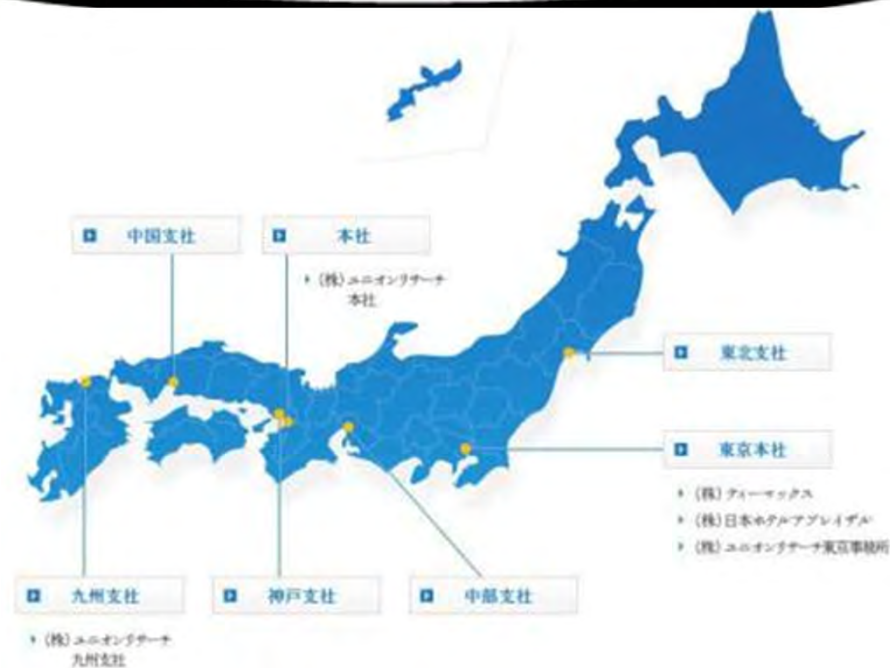 中国支社
本社
(株)ユニオンリサーチ
本社
東北支社
東京本社
(株)ティーマックス
(株)日本ホテルアプレイザル
(株)ユニオンリサーチ東京事務所
九州支社
神戸支社
中部支社
(株)ユニオンリサーチ
九州支社